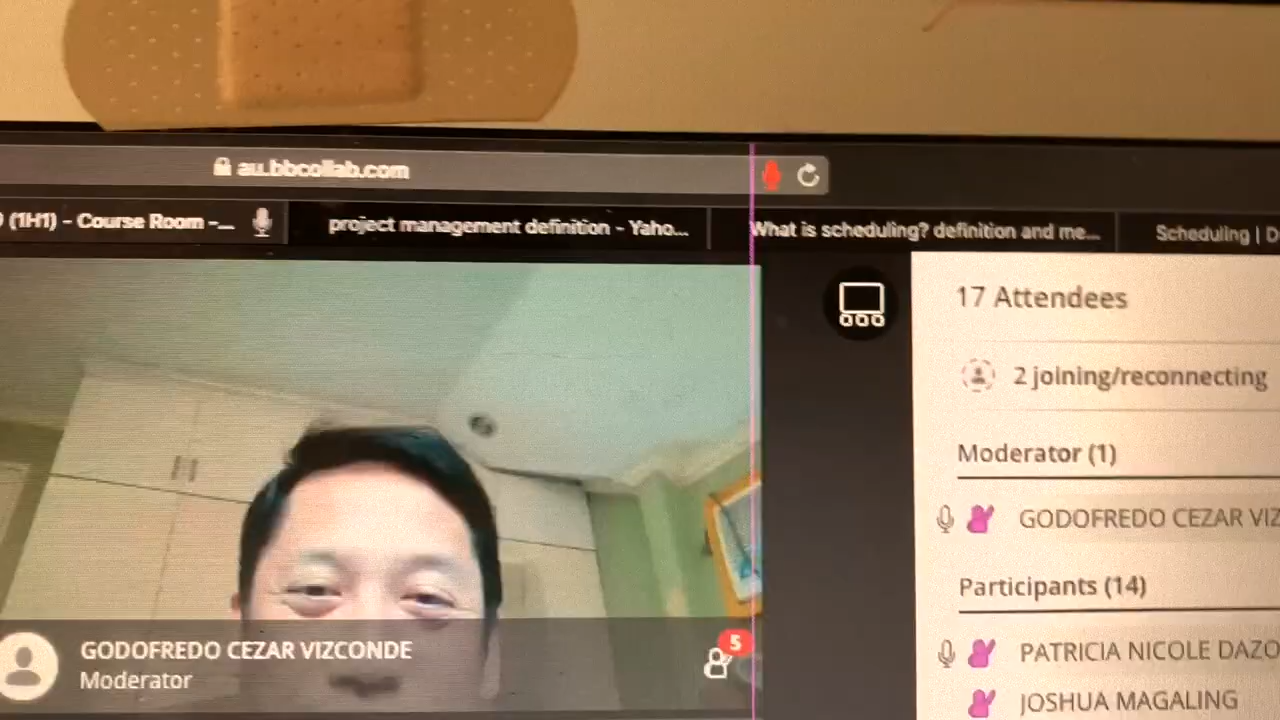 au.bbcollab.com
(1H1) - Course Room -...
project management definition - Yaho...
What is scheduling? definition and me...
Scheduling | D
17 Attendees
2 joining/reconnecting
Moderator (1)
GODOFREDO CEZAR VIZ
Participants (14)
PATRICIA NICOLE DAZO
JOSHUA MAGALING
GODOFREDO CEZAR VIZCONDE
Moderator
5